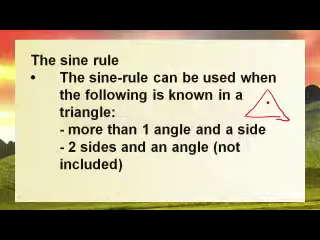 The sine rule
• The sine-rule can be used when
the following is known in a
triangle:
- more than 1 angle and a side
- 2 sides and an angle (not
included)